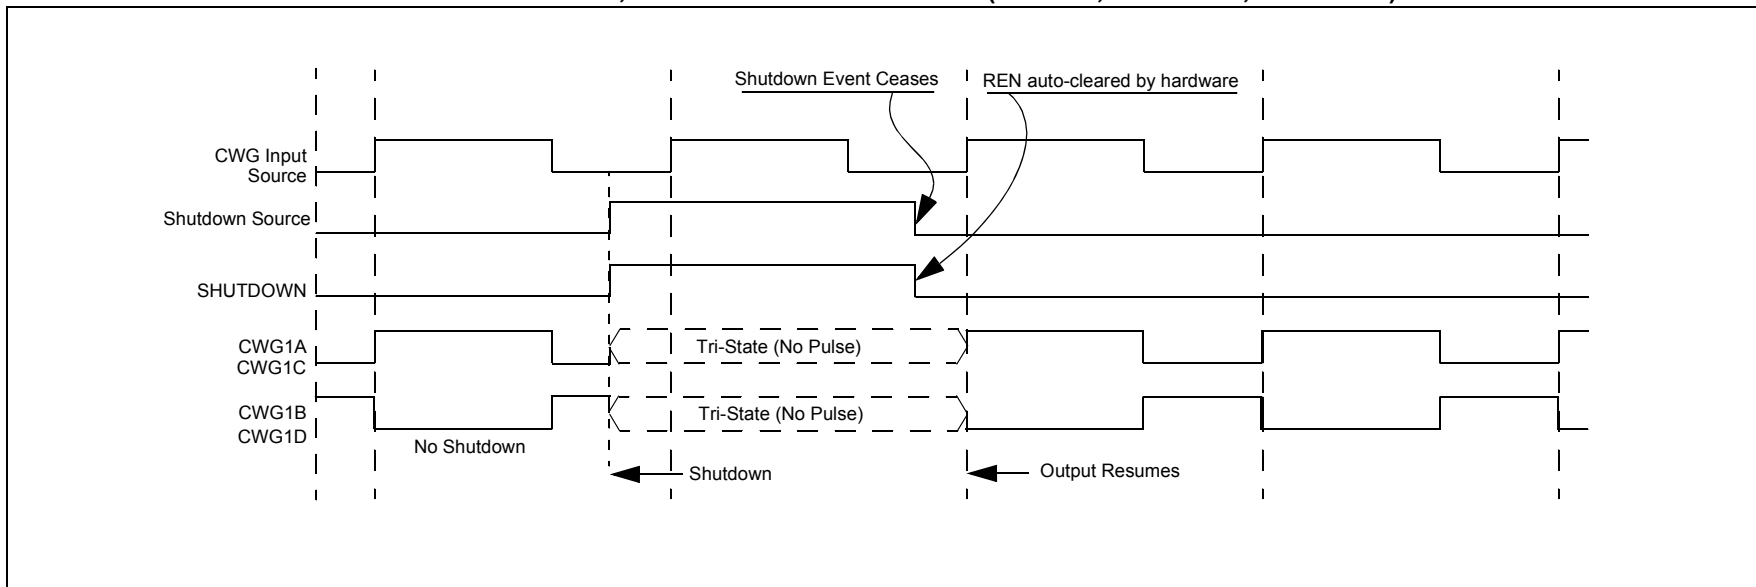 Shutdown Event Ceases
REN auto-cleared by hardware
CWG Input
Source
Shutdown Source
SHUTDOWN
CWG1A
CWG1C
Tri-State (No Pulse)
CWG1B
CWG1D
Tri-State (No Pulse)
No Shutdown
Shutdown
Output Resumes